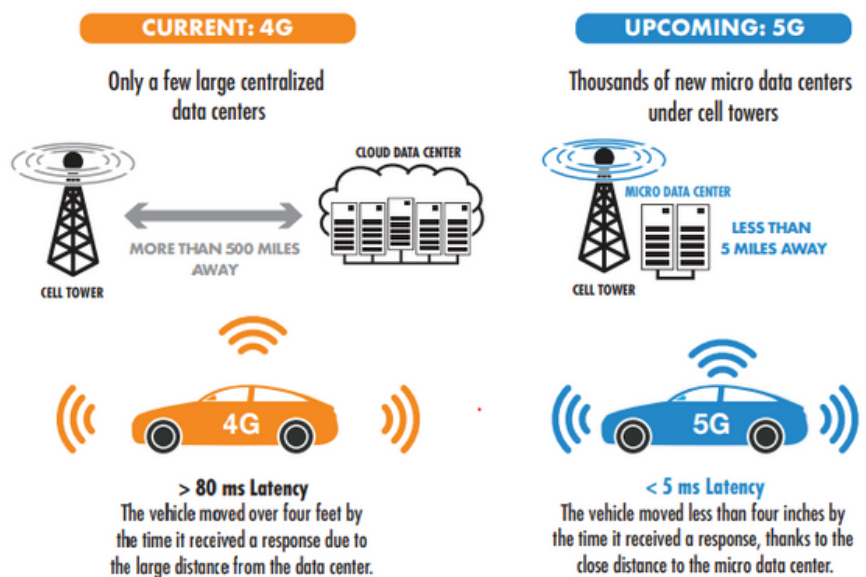 CURRENT: 4G
Only a few large centralized
data centers
CLOUD DATA CENTER
MORE THAN 500 MILES
AWAY
CELL TOWER
4G
> 80 ms Latency
The vehicle moved over four feet by
the time it received a response due to
the large distance from the data center.
UPCOMING: 5G
Thousands of new micro data centers
under cell towers
MICRO DATA CENTER
LESS THAN
5 MILES AWAY
CELL TOWER
5G
< 5 ms Latency
The vehicle moved less than four inches by
the time it received a response, thanks to the
close distance to the micro data center.